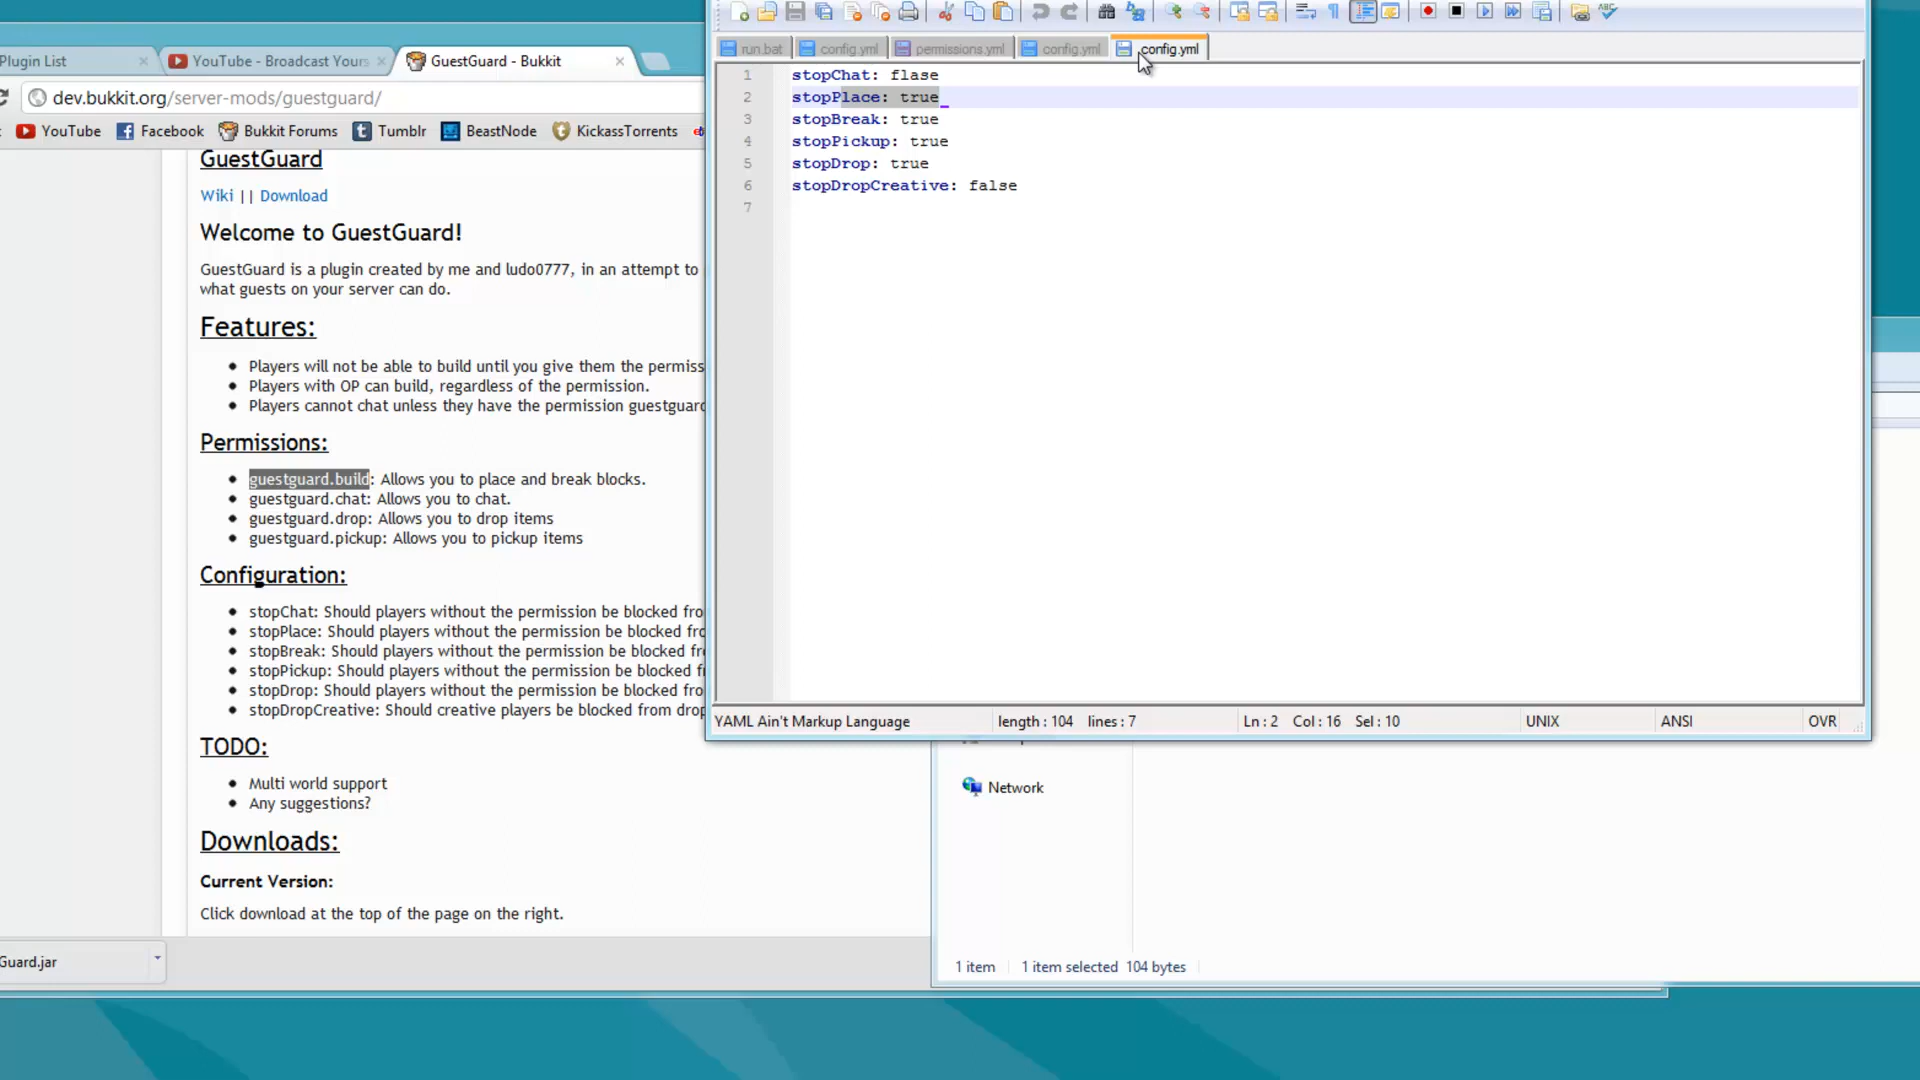 Plugin List
YouTube - Broadcast Yours
GuestGuard - Bukkit
dev.bukkit.org/server-mods/guestguard/
YouTube
Facebook
Bukkit Forums
Tumblr
BeastNode
KickassTorrents
GuestGuard
Wiki || Download
Welcome to GuestGuard!
GuestGuard is a plugin created by me and ludo0777, in an attempt to
what guests on your server can do.
Features:
Players will not be able to build until you give them the permiss
Players with OP can build, regardless of the permission.
Players cannot chat unless they have the permission guestguard
Permissions:
guestguard.build: Allows you to place and break blocks.
guestguard.chat: Allows you to chat.
guestguard.drop: Allows you to drop items
guestguard.pickup: Allows you to pickup items
Configuration:
stopChat: Should players without the permission be blocked fro
stopPlace: Should players without the permission be blocked fro
stopBreak: Should players without the permission be blocked fro
stopPickup: Should players without the permission be blocked f
stopDrop: Should players without the permission be blocked fro
stopDropCreative: Should creative players be blocked from drop
TODO:
Multi world support
Any suggestions?
Downloads:
Current Version:
Click download at the top of the page on the right.
Guard.jar
run.bat
config.yml
permissions.yml
config.yml
config.yml
1 stopChat: flase
2 stopPlace: true
3 stopBreak: true
4 stopPickup: true
5 stopDrop: true
6 stopDropCreative: false
7
YAML Ain't Markup Language
length : 104 lines : 7
Ln : 2 Col : 16 Sel : 10
UNIX
ANSI
OVR
Network
1 item
1 item selected 104 bytes